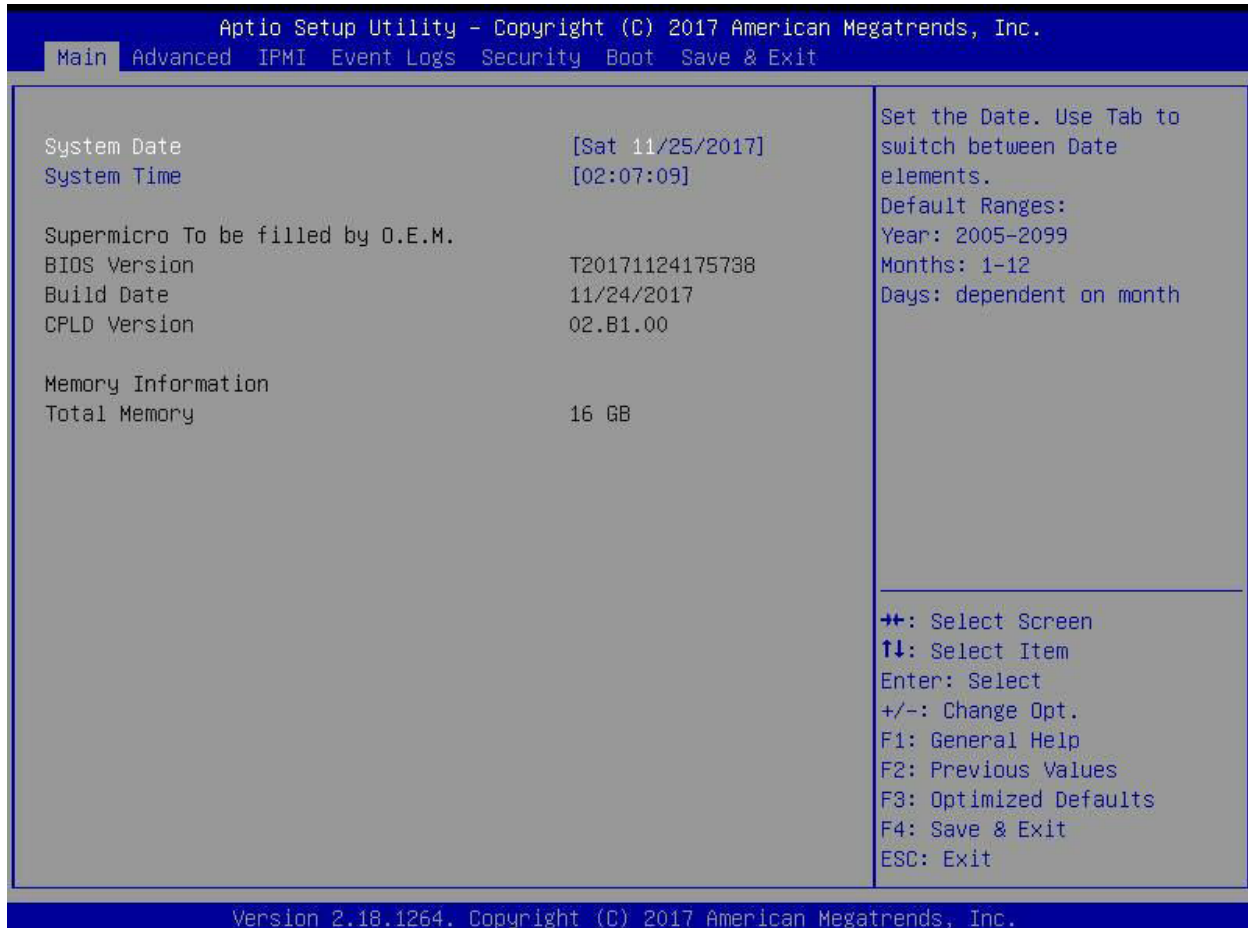 Aptio Setup Utility – Copyright (C) 2017 American Megatrends, Inc.
Main Advanced IPMI Event Logs Security Boot Save & Exit
System Date [Sat 11/25/2017]
System Time [02:07:09]
Supermicro To be filled by O.E.M.
BIOS Version T20171124175738
Build Date 11/24/2017
CPLD Version 02.B1.00
Memory Information
Total Memory 16 GB
Set the Date. Use Tab to
switch between Date
elements.
Default Ranges:
Year: 2005-2099
Months: 1-12
Days: dependent on month
→←: Select Screen
↑↓: Select Item
Enter: Select
+/-: Change Opt.
F1: General Help
F2: Previous Values
F3: Optimized Defaults
F4: Save & Exit
ESC: Exit
Version 2.18.1264. Copyright (C) 2017 American Megatrends, Inc.